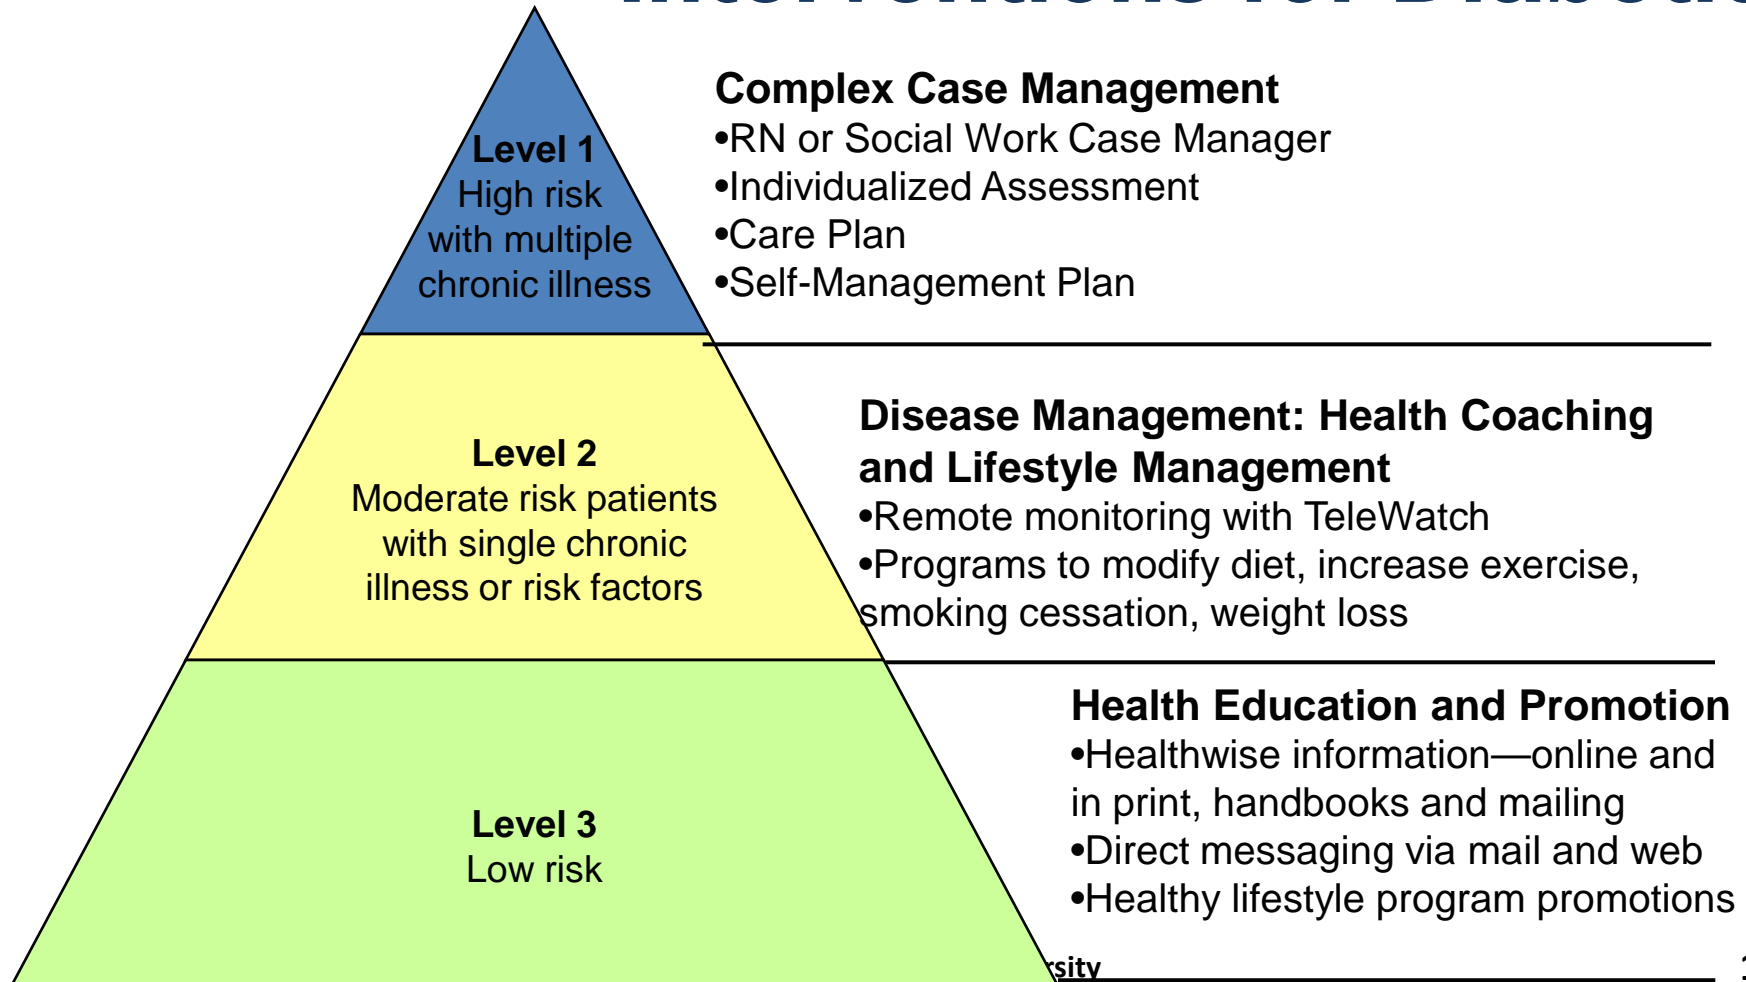 Interventions for Diabetic
Level 1
High risk
with multiple
chronic illness
Complex Case Management
•RN or Social Work Case Manager
•Individualized Assessment
•Care Plan
•Self-Management Plan
Level 2
Moderate risk patients
with single chronic
illness or risk factors
Disease Management: Health Coaching
and Lifestyle Management
•Remote monitoring with TeleWatch
•Programs to modify diet, increase exercise,
smoking cessation, weight loss
Level 3
Low risk
Health Education and Promotion
•Healthwise information—online and
in print, handbooks and mailing
•Direct messaging via mail and web
•Healthy lifestyle program promotions
rsity